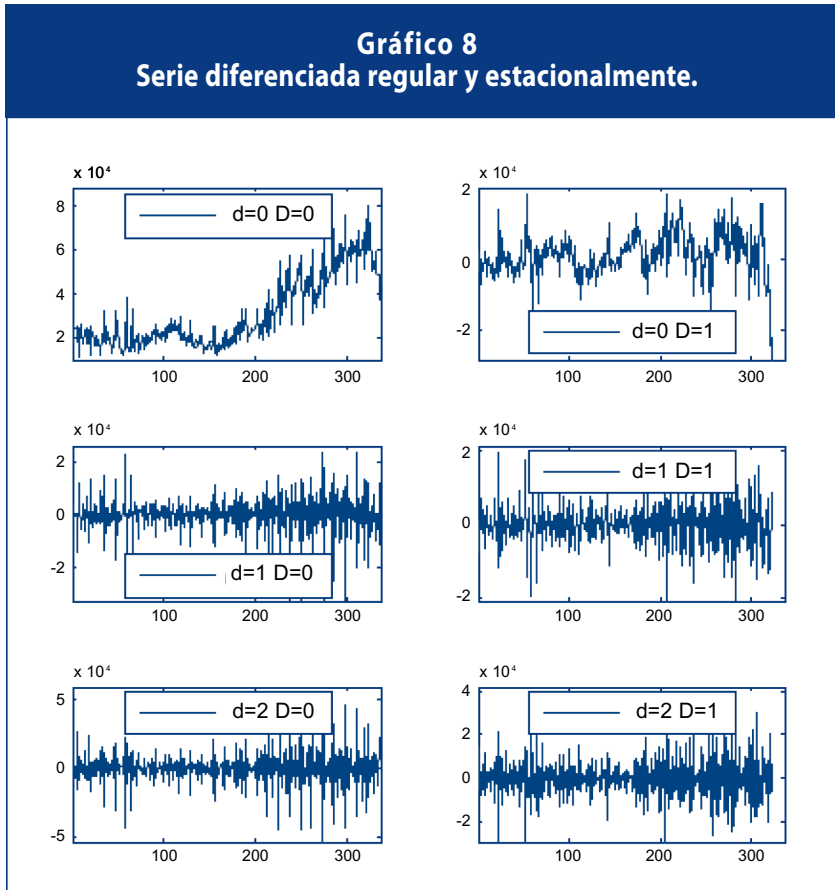 Gráfico 8
Serie diferenciada regular y estacionalmente.
x 10⁴
8
6
4
2
d=0 D=0
100 200 300
2
0
-2
d=0 D=1
100 200 300
x 10⁴
2
0
-2
d=1 D=0
100 200 300
x 10⁴
2
0
-2
d=1 D=1
100 200 300
x 10⁴
5
0
-5
d=2 D=0
100 200 300
x 10⁴
4
2
0
-2
d=2 D=1
100 200 300
x 10⁴